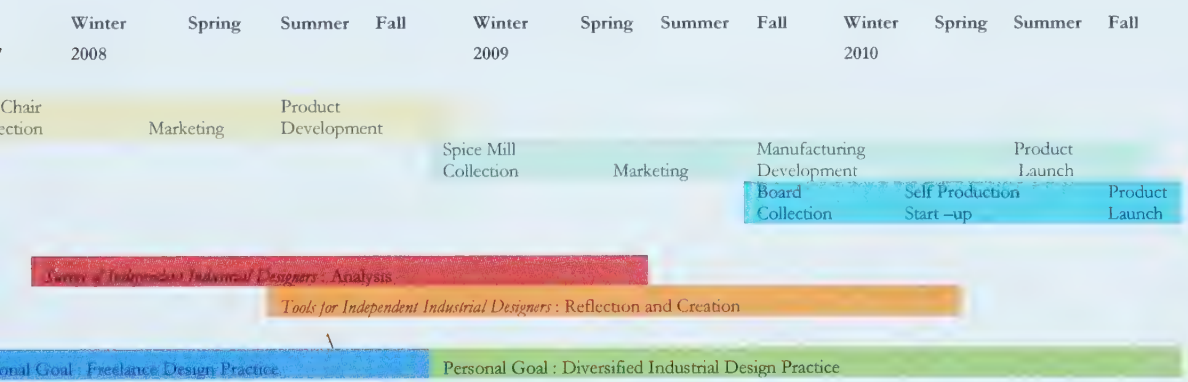 Winter Spring Summer Fall Winter Spring Summer Fall Winter Spring Summer Fall
2008 2009 2010
Chair Product
ection Marketing Development
Spice Mill Manufacturing Product
Collection Marketing Development Launch
Board Self Production Product
Collection Start –up Launch
Survey of Independent Industrial Designers : Analysis
Tools for Independent Industrial Designers : Reflection and Creation
onal Goal : Freelance Design Practice Personal Goal : Diversified Industrial Design Practice